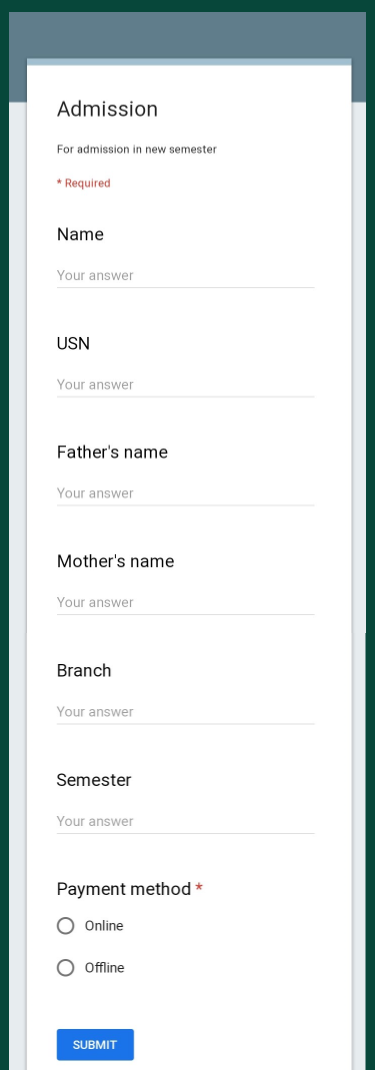 Admission
For admission in new semester
* Required
Name
Your answer
USN
Your answer
Father's name
Your answer
Mother's name
Your answer
Branch
Your answer
Semester
Your answer
Payment method *
Online
Offline
SUBMIT